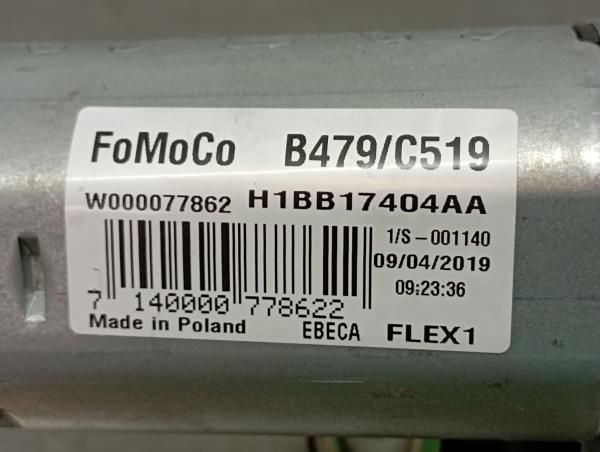 FoMoCo B479/C519
W000077862 H1BB17404AA
1/S-001140
09/04/2019
09:23:36
7 140000 778622
Made in Poland EBECA FLEX1